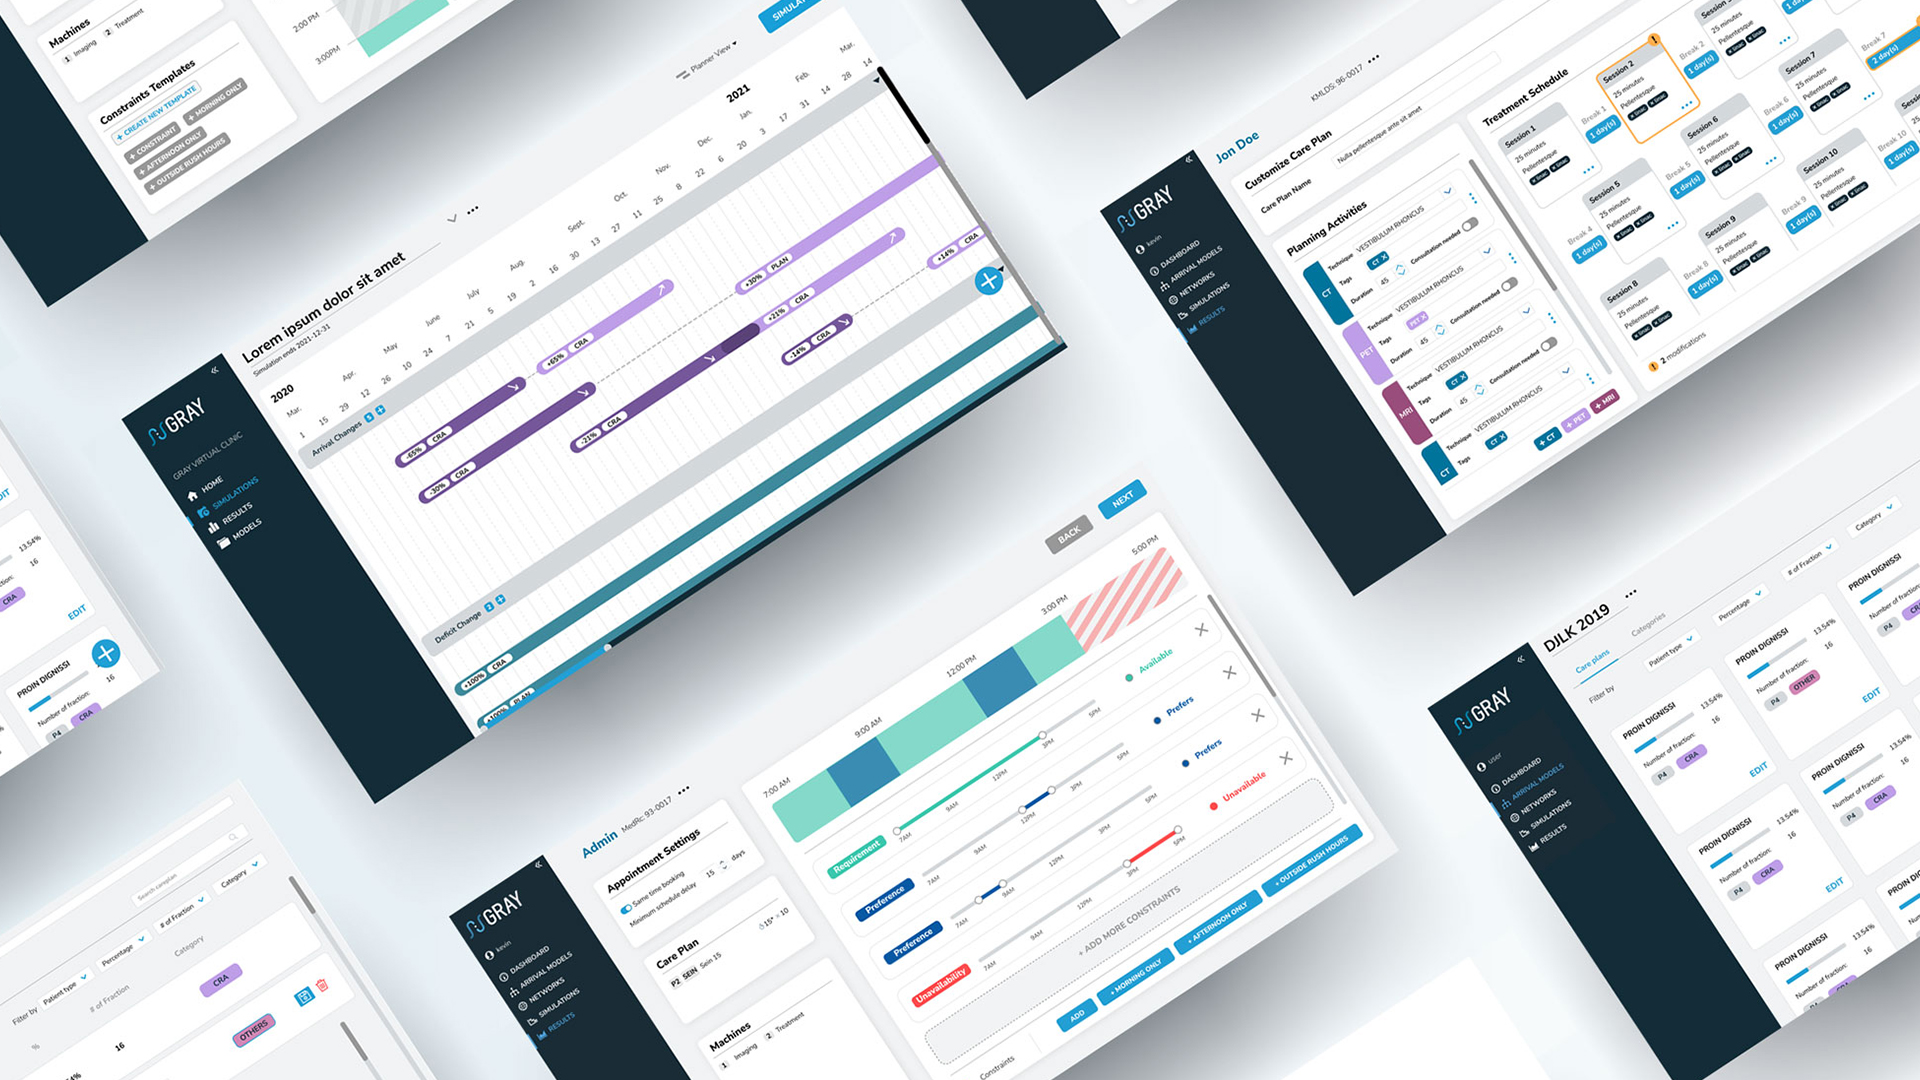 Machines
1 Imaging 2 Treatment
Constraints Templates
+ CREATE NEW TEMPLATE
+ CONSTRAINT + MORNING ONLY
+ AFTERNOON ONLY
+ OUTSIDE RUSH HOURS
2:00 PM
3:00PM
GRAY
GRAY VIRTUAL CLINIC
HOME
SIMULATIONS
RESULTS
MODELS
Lorem ipsum dolor sit amet
Simulation ends 2021-12-31
Planner View
2020
2021
Mar. Apr. May June July Aug. Sept. Oct. Nov. Dec. Jan. Feb. Mar.
1 15 29 12 26 10 24 7 21 5 19 2 16 30 13 27 11 25 8 22 6 20 3 17 31 14 28 14
Arrival Changes
-65% CRA
+65% CRA
+30% PLAN
-30% CRA
+21% CRA
-21% CRA
-14% CRA
+14% CRA
Deficit Change
+100% CRA
+100% PLAN
GRAY
kevin
DASHBOARD
ARRIVAL MODELS
NETWORKS
SIMULATIONS
RESULTS
Jon Doe
KMLDS: 96-0017
Customize Care Plan
Care Plan Name
Nulla pellentesque ante sit amet
Planning Activities
CT
Technique VESTIBULUM RHONCUS
Tags CT X
Duration 45 Consultation needed
PET
Technique VESTIBULUM RHONCUS
Tags PET X
Duration 45 Consultation needed
MRI
Technique VESTIBULUM RHONCUS
Tags CT X
Duration 45 Consultation needed
CT
Technique VESTIBULUM RHONCUS
Tags CT X
+ CT + PET + MRI
Treatment Schedule
Session 1
25 minutes
Pellentesque
Break 1
1 day(s)
Session 2
25 minutes
Pellentesque
Break 2
1 day(s)
Break 4
1 day(s)
Session 5
25 minutes
Pellentesque
Break 5
1 day(s)
Session 6
25 minutes
Pellentesque
Break 6
1 day(s)
Session 7
25 minutes
Pellentesque
Break 7
2 day(s)
Session 8
25 minutes
Pellentesque
Break 8
1 day(s)
Session 9
25 minutes
Pellentesque
Break 9
1 day(s)
Session 10
25 minutes
Pellentesque
Break 10
1 day(s)
2 modifications
GRAY
kevin
DASHBOARD
ARRIVAL MODELS
NETWORKS
SIMULATIONS
RESULTS
Admin
MedRc: 93-0017
BACK NEXT
Appointment Settings
Same time booking
Minimum schedule delay 15 days
Care Plan
P2 SEIN Sein 15
Machines
1 Imaging 2 Treatment
7:00 AM 9:00 AM 12:00 PM 3:00 PM 5:00 PM
Requirement 7AM 9AM 12PM 3PM 5PM Available
Preference 7AM 9AM 12PM 3PM 5PM Prefers
Preference 7AM 9AM 12PM 3PM 5PM Prefers
Unavailability 7AM 9AM 12PM 3PM 5PM Unavailable
+ ADD MORE CONSTRAINTS
Constraints
ADD + MORNING ONLY + AFTERNOON ONLY + OUTSIDE RUSH HOURS
GRAY
user
DASHBOARD
ARRIVAL MODELS
NETWORKS
SIMULATIONS
RESULTS
DJLK 2019
Care plans Categories
Filter by Patient type Percentage # of Fraction Category
PROIN DIGNISSI
13.54%
Number of fraction: 16
P4 CRA
EDIT
PROIN DIGNISSI
13.54%
Number of fraction: 16
P4 OTHER
EDIT
PROIN DIGNISSI
Number of fraction:
P4
PROIN DIGNISSI
13.54%
Number of fraction: 16
P4 CRA
EDIT
PROIN DIGNISSI
13.54%
Number of fraction: 16
P4 CRA
PROIN DIGNISSI
13.54%
Number of fraction: 16
13.54%
16
CRA
EDIT
PROIN DIGNISSI
13.54%
Number of fraction: 16
P4 CRA
Search careplan
Filter by Patient type Percentage # of Fraction Category
% # of Fraction Category
CRA
16 OTHERS